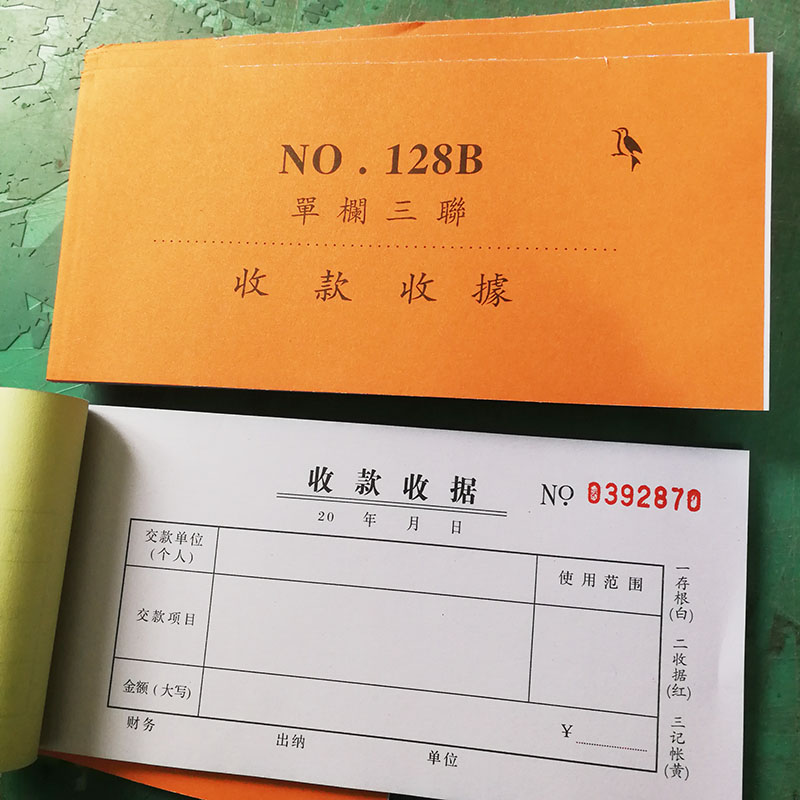 NO . 128B
單欄三聯
收款收據
收款收据
NO 0392870
20 年 月 日
交款单位
(个人)
使用范围
交款项目
金额(大写)
¥
财务 出纳 单位
一存根(白) 二收据(红) 三记帐(黄)